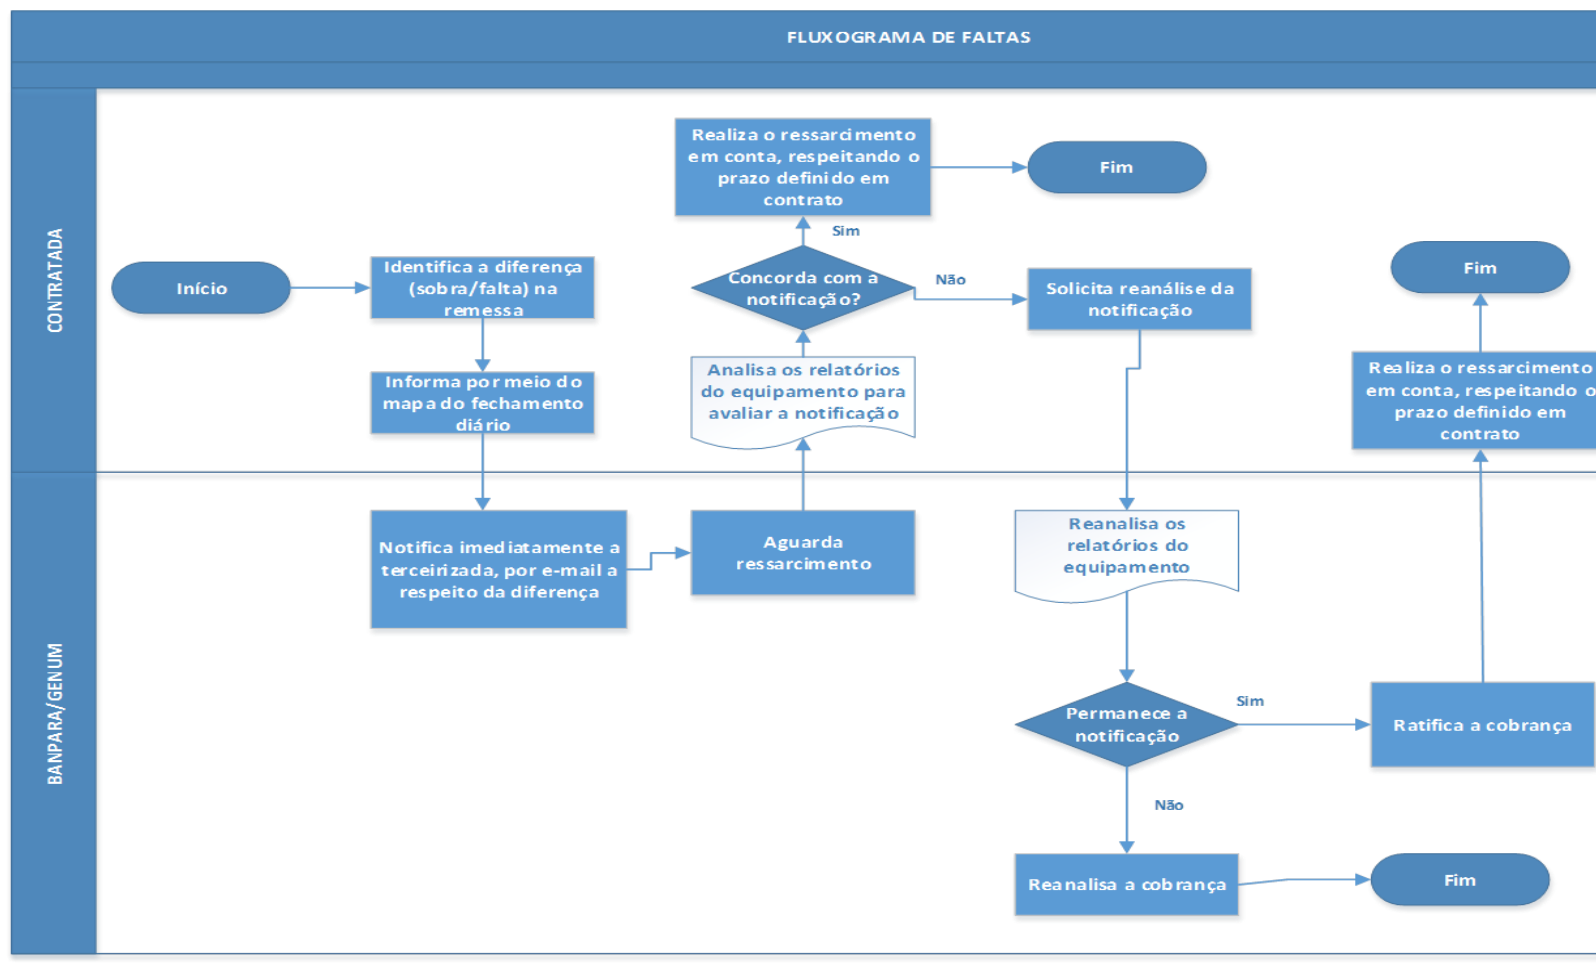 FLUXOGRAMA DE FALTAS
CONTRATADA
Início
Identifica a diferença
(sobra/falta) na
remessa
Informa por meio do
mapa do fechamento
diário
Realiza o ressarcimento
em conta, respeitando o
prazo definido em
contrato
Fim
Sim
Concorda com a
notificação?
Não
Solicita reanálise da
notificação
Analisa os relatórios
do equipamento para
avaliar a notificação
Fim
Realiza o ressarcimento
em conta, respeitando o
prazo definido em
contrato
BANPARA/GENUM
Notifica imediatamente a
terceirizada, por e-mail a
respeito da diferença
Aguarda
ressarcimento
Reanalisa os
relatórios do
equipamento
Permanece a
notificação
Sim
Ratifica a cobrança
Não
Reanalisa a cobrança
Fim